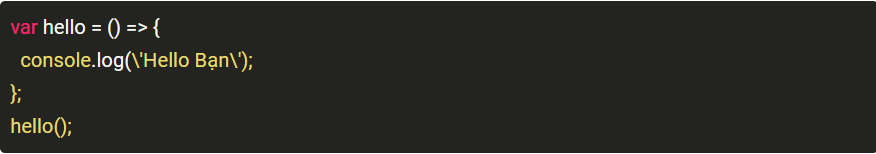 var hello = () => {
console.log(\'Hello Bạn\');
};
hello();